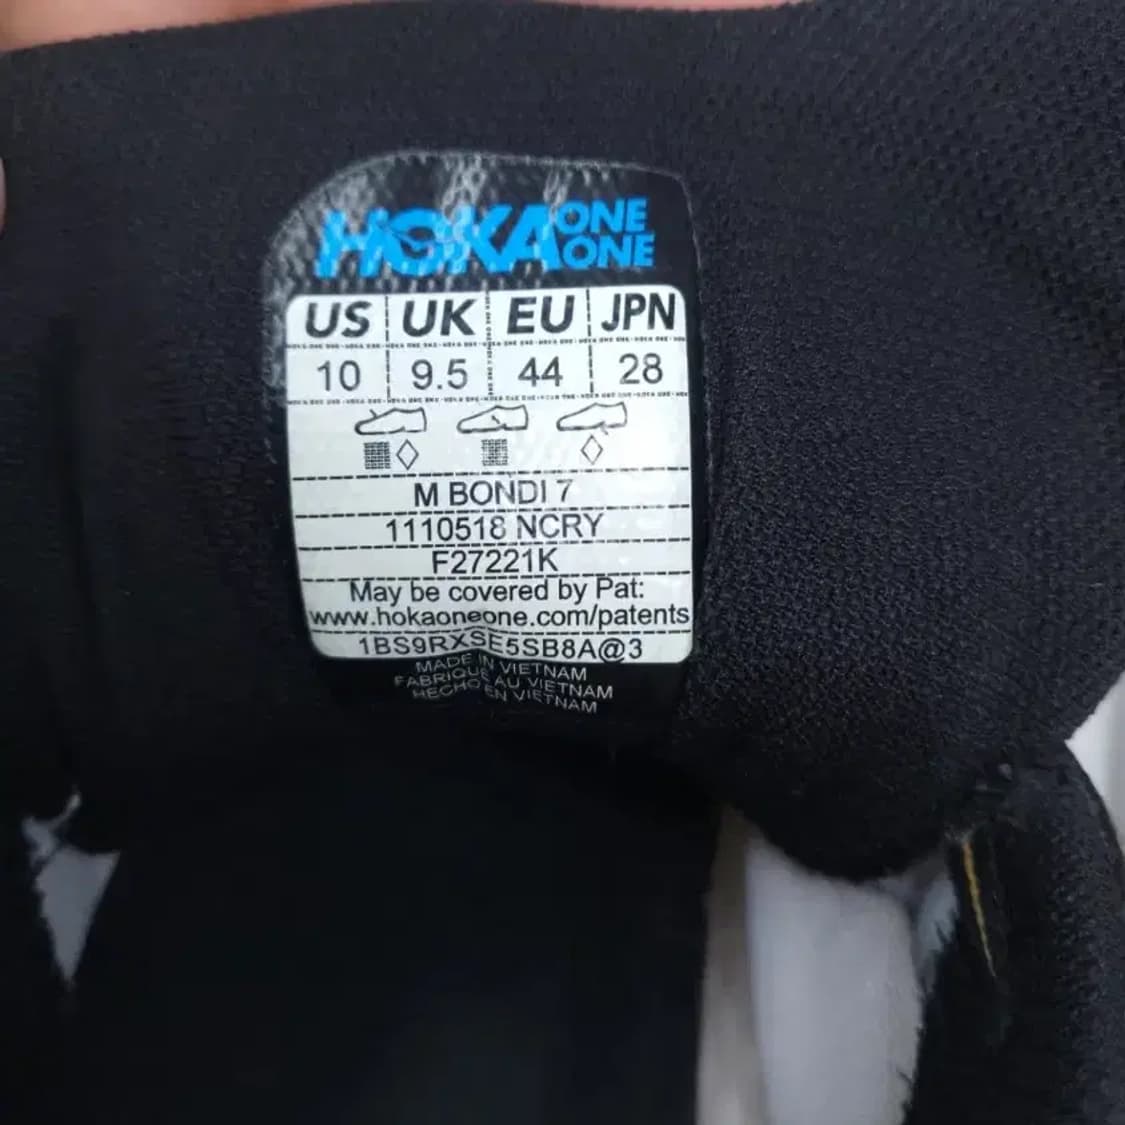 HOKA ONE ONE
US UK EU JPN
10 9.5 44 28
M BONDI 7
1110518 NCRY
F27221K
May be covered by Pat:
www.hokaoneone.com/patents
1BS9RXSE5SB8A@3
MADE IN VIETNAM
FABRIQUÉ AU VIETNAM
HECHO EN VIETNAM